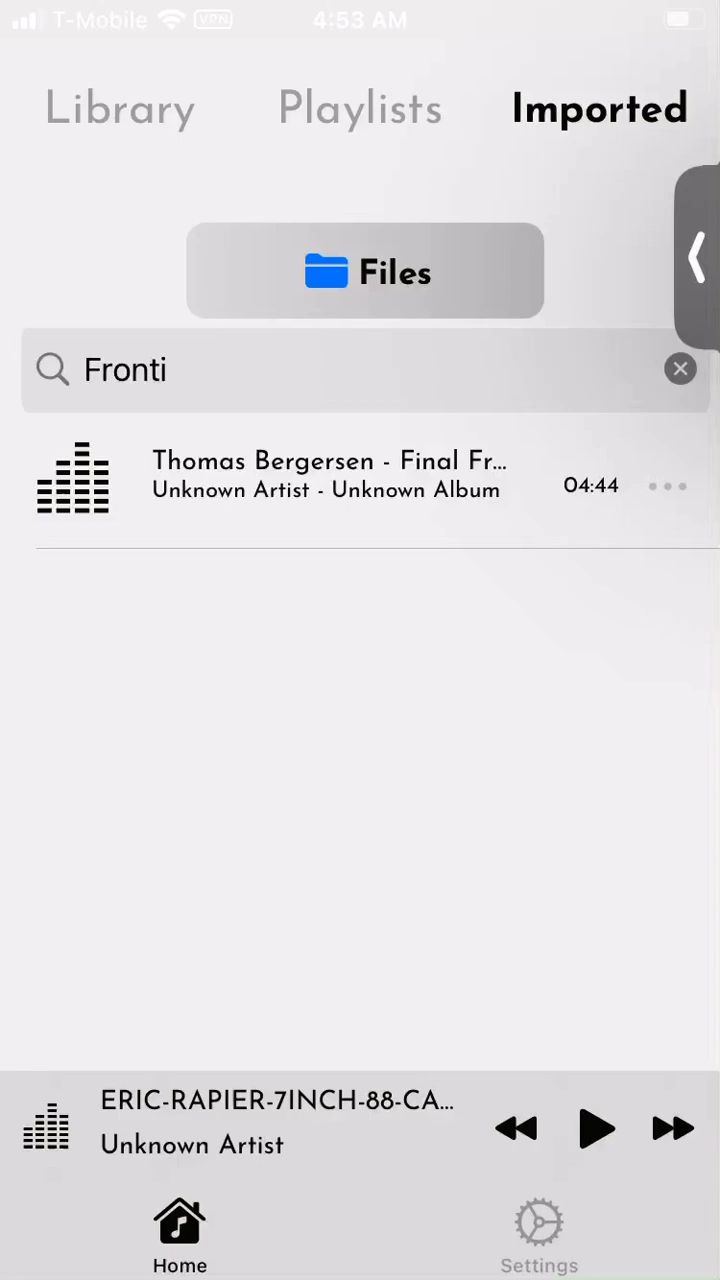 T-Mobile VPN 4:53 AM
Library Playlists Imported
Files
Fronti
Thomas Bergersen - Final Fr...
Unknown Artist - Unknown Album
04:44
ERIC-RAPIER-7INCH-88-CA...
Unknown Artist
Home Settings